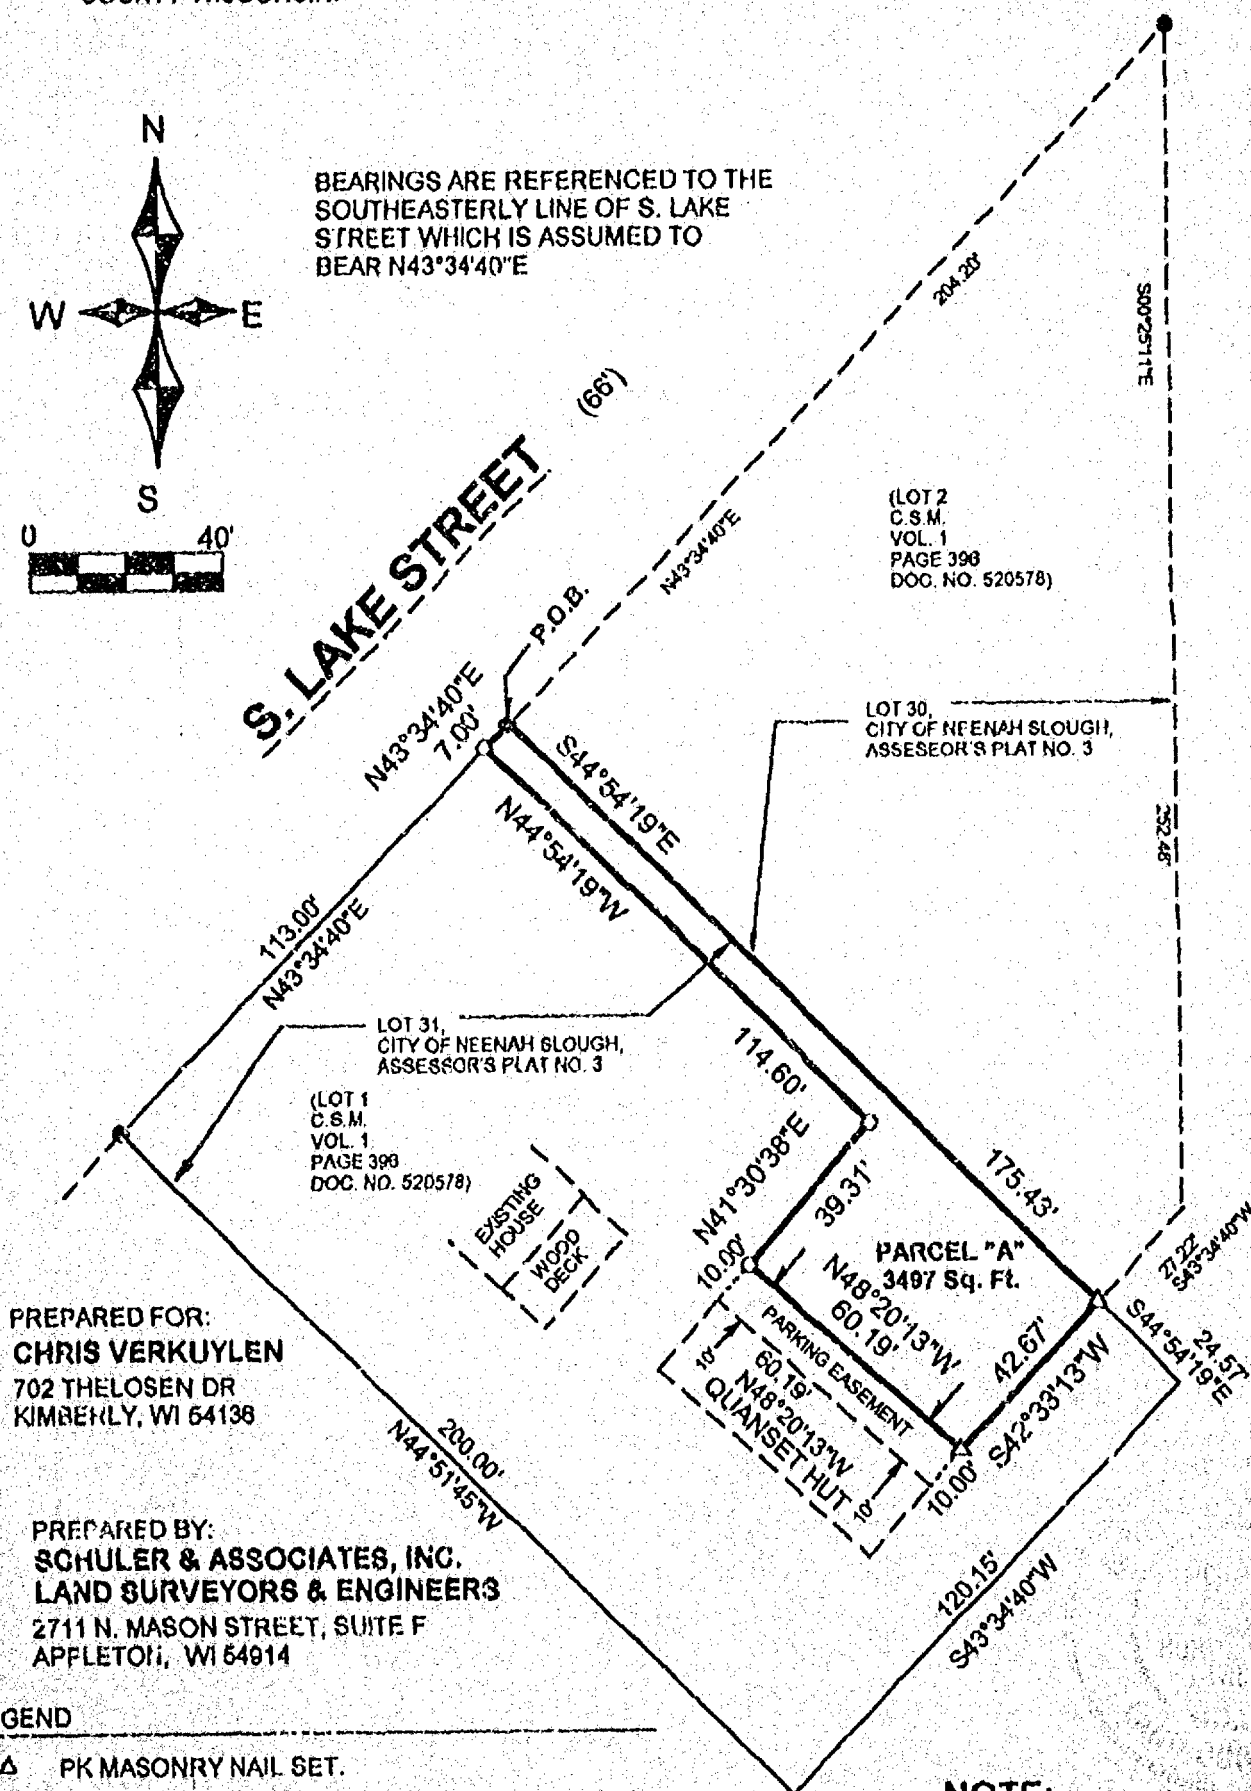 N
W
E
S
0
40'
BEARINGS ARE REFERENCED TO THE
SOUTHEASTERLY LINE OF S. LAKE
STREET WHICH IS ASSUMED TO
BEAR N43°34'40"E
(66')
S. LAKE STREET
204.20'
N43°34'40"E
S00°25'11"E
252.48'
(LOT 2
C.S.M.
VOL. 1
PAGE 398
DOC. NO. 520578)
P.O.B.
N43°34'40"E
7.00'
S44°54'19"E
N44°54'19"W
LOT 30,
CITY OF NEENAH SLOUGH,
ASSESEOR'S PLAT NO. 3
113.00'
N43°34'40"E
LOT 31,
CITY OF NEENAH SLOUGH,
ASSESSOR'S PLAT NO. 3
(LOT 1
C.S.M.
VOL. 1
PAGE 398
DOC. NO. 520578)
114.60'
175.43'
N41°30'38"E
39.31'
10.00'
EXISTING
HOUSE
WOOD
DECK
PARCEL "A"
3497 Sq. Ft.
N48°20'13"W
60.19'
PARKING EASEMENT
42.67'
S42°33'13"W
27.22'
S43°34'40"W
24.57'
S44°54'19"E
10'
60.19'
N48°20'13"W
QUANSET HUT
10'
10.00'
120.15'
S43°34'40"W
200.00'
N44°51'45"W
PREPARED FOR:
CHRIS VERKUYLEN
702 THELOSEN DR
KIMBERLY, WI 54136
PREPARED BY:
SCHULER & ASSOCIATES, INC.
LAND SURVEYORS & ENGINEERS
2711 N. MASON STREET, SUITE F
APPLETON, WI 54914
GEND
PK MASONRY NAIL SET.
NOTE: